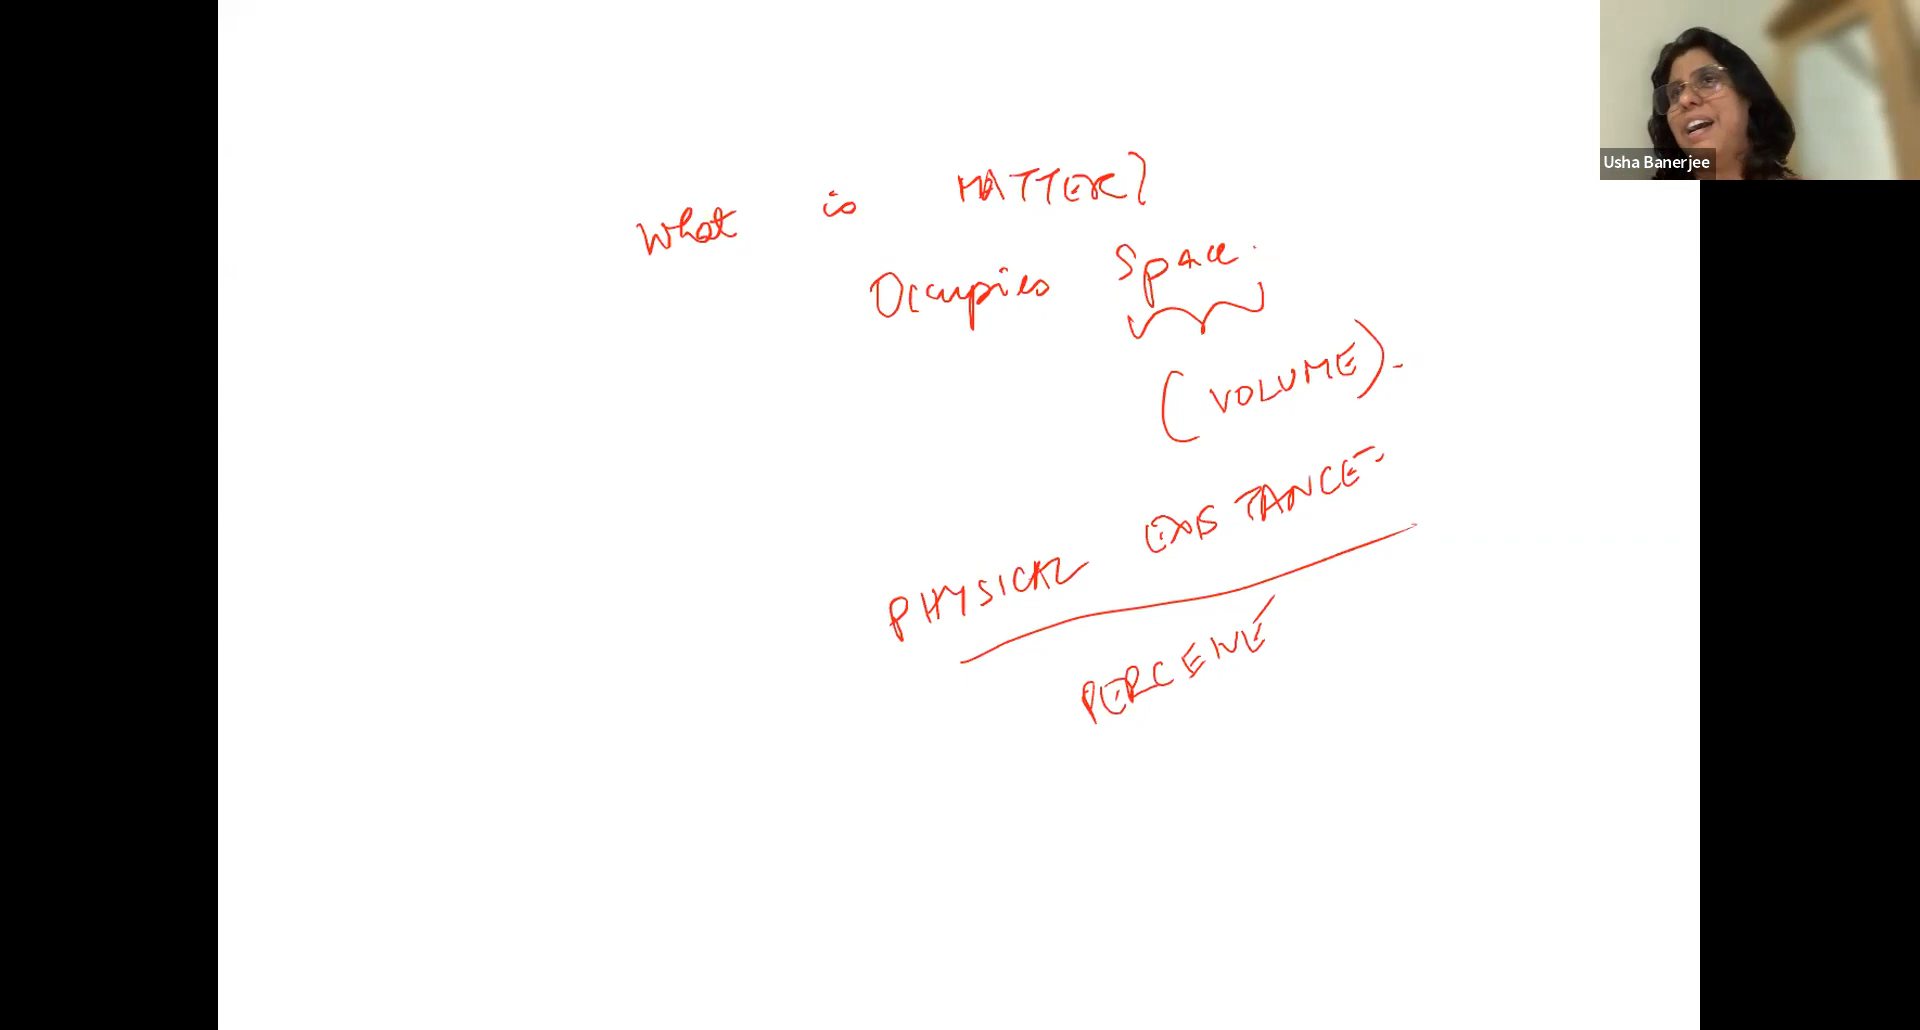 What is MATTER?
Occupies Space.
(VOLUME).
PHYSICAL EXISTANCE
PERCEIVE
Usha Banerjee